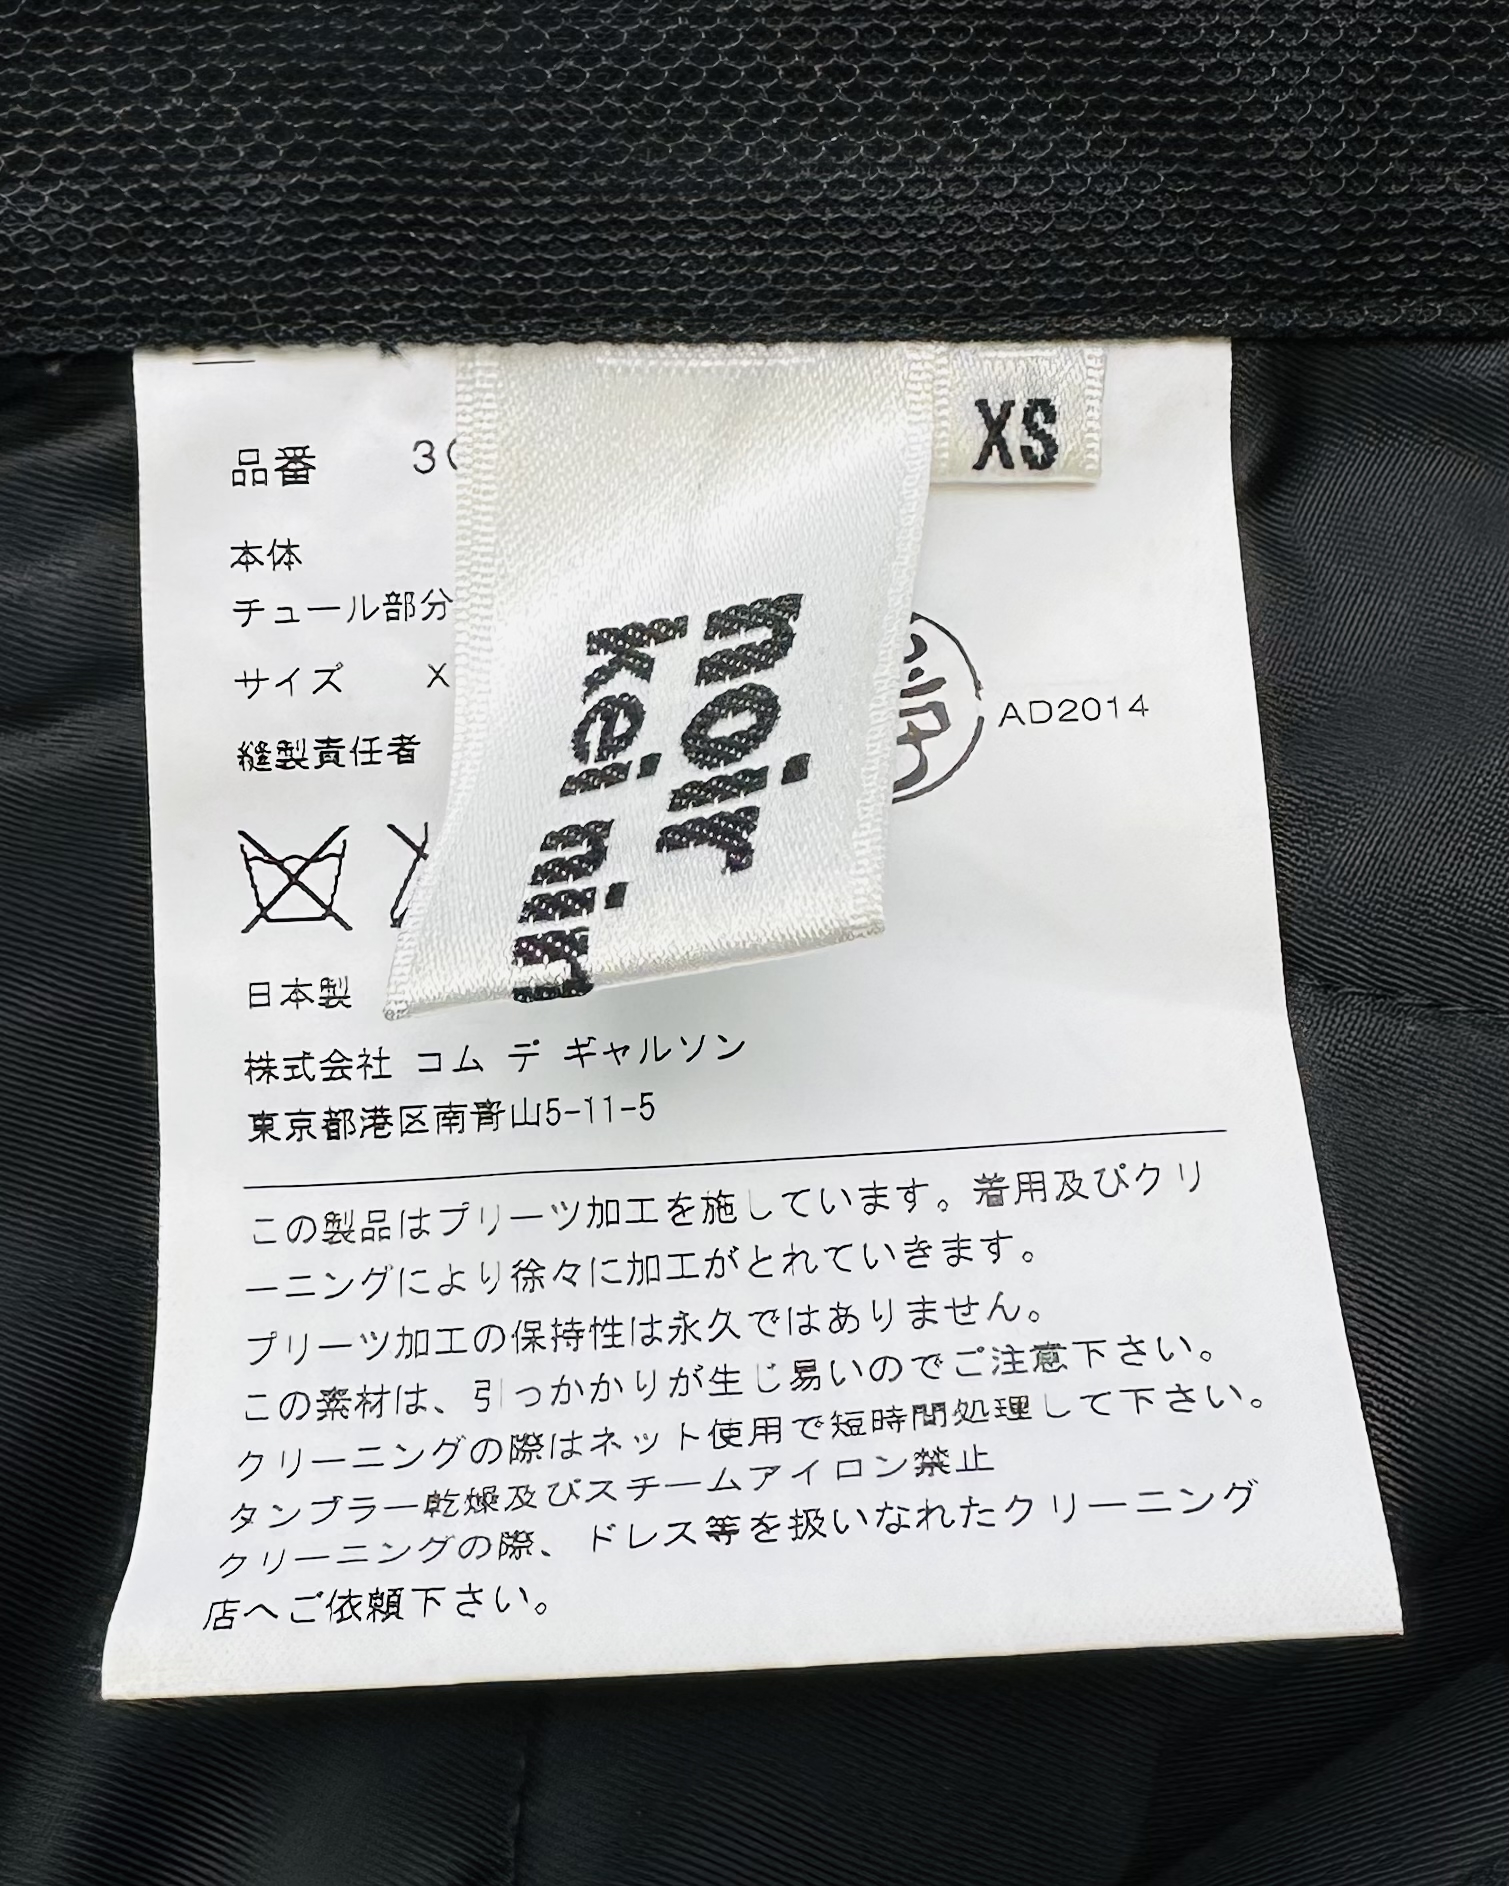 XS
noir
kei nin
品番 3
本体
チュール部分
サイズ X
縫製責任者
AD2014
日本製
株式会社 コム デ ギャルソン
東京都港区南青山5-11-5
この製品はプリーツ加工を施しています。着用及びクリ
ーニングにより徐々に加工がとれていきます。
プリーツ加工の保持性は永久ではありません。
この素材は、引っかかりが生じ易いのでご注意下さい。
クリーニングの際はネット使用で短時間処理して下さい。
タンブラー乾燥及びスチームアイロン禁止
クリーニングの際、ドレス等を扱いなれたクリーニング
店へご依頼下さい。